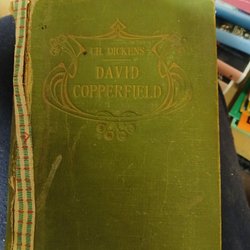 CH. DICKENS
DAVID
COPPERFIELD